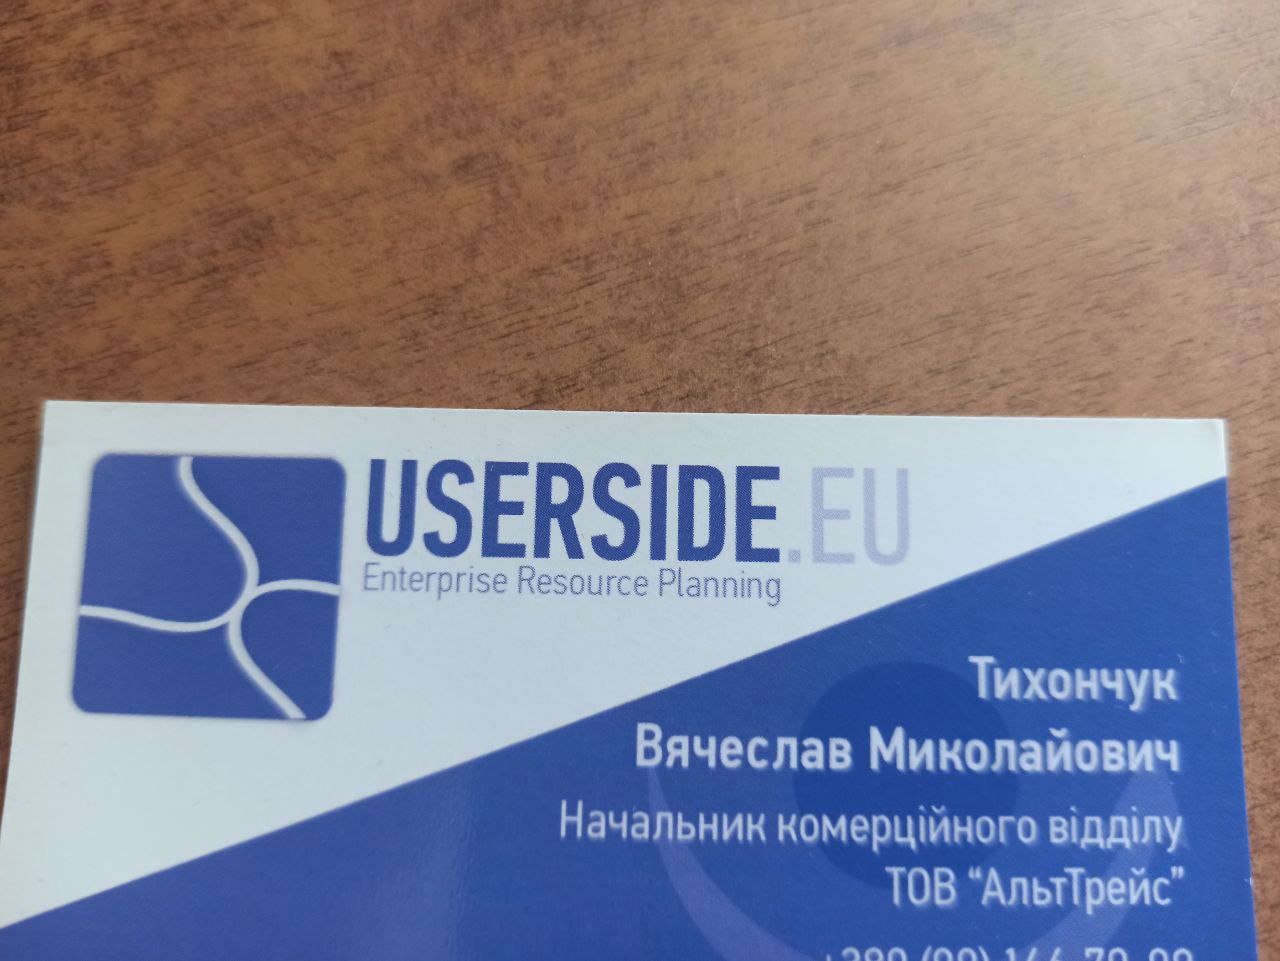 USERSIDE.EU
Enterprise Resource Planning
Тихончук
Вячеслав Миколайович
Начальник комерційного відділу
ТОВ “АльтТрейс”